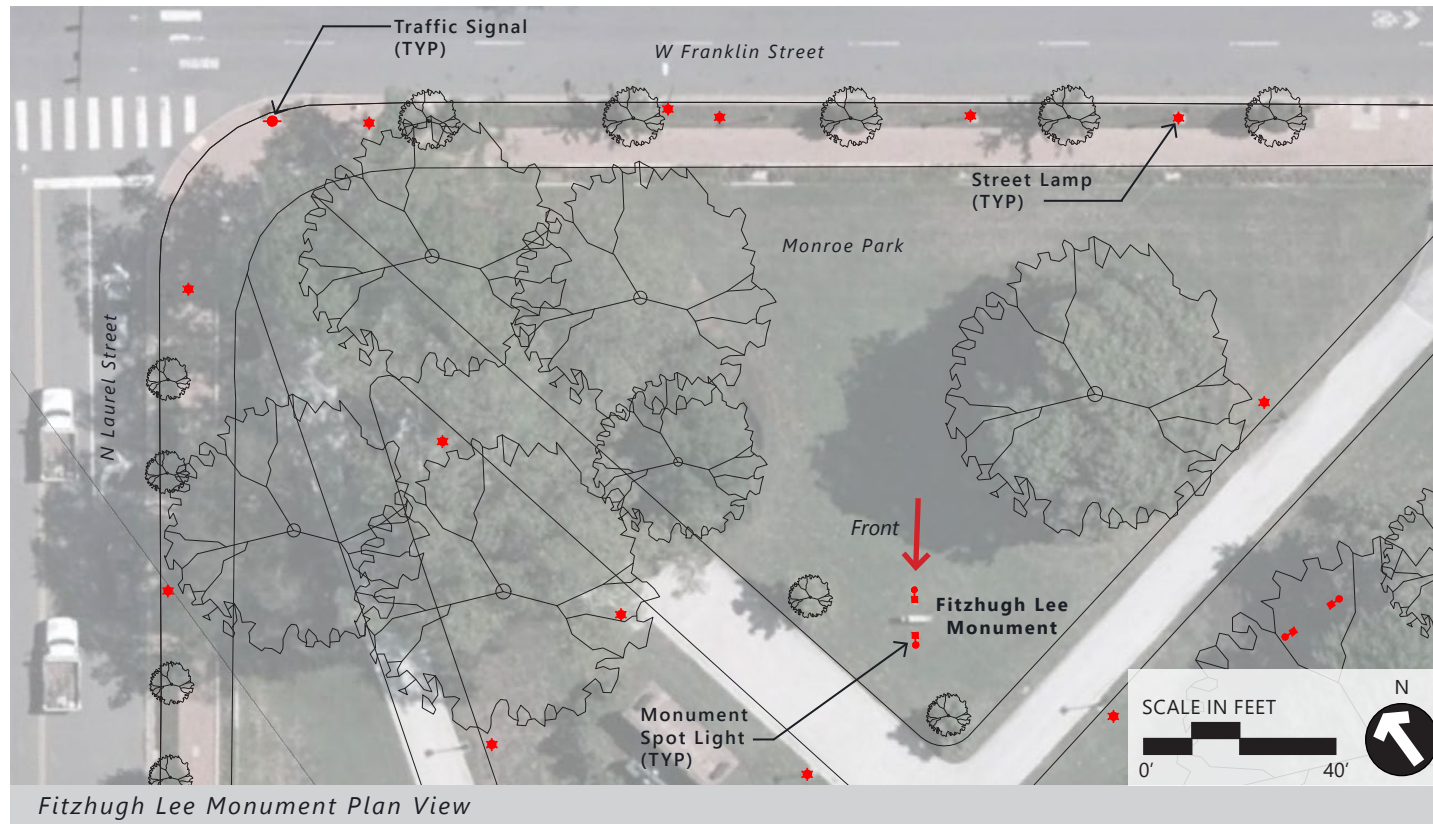 Traffic Signal
(TYP)
W Franklin Street
Street Lamp
(TYP)
Monroe Park
N Laurel Street
Front
Fitzhugh Lee
Monument
Monument
Spot Light
(TYP)
SCALE IN FEET
0’
40’
N
Fitzhugh Lee Monument Plan View